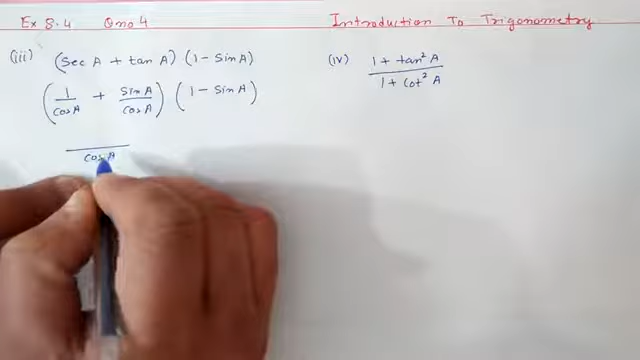 Ex 8.4 Qno 4 Introduction To Trigonometry
(iii) (Sec A + tan A) (1 - Sin A)
(1/cosA + SinA/cosA) (1 - Sin A)
cos A
(iv) 1 + tan² A / 1 + Cot² A